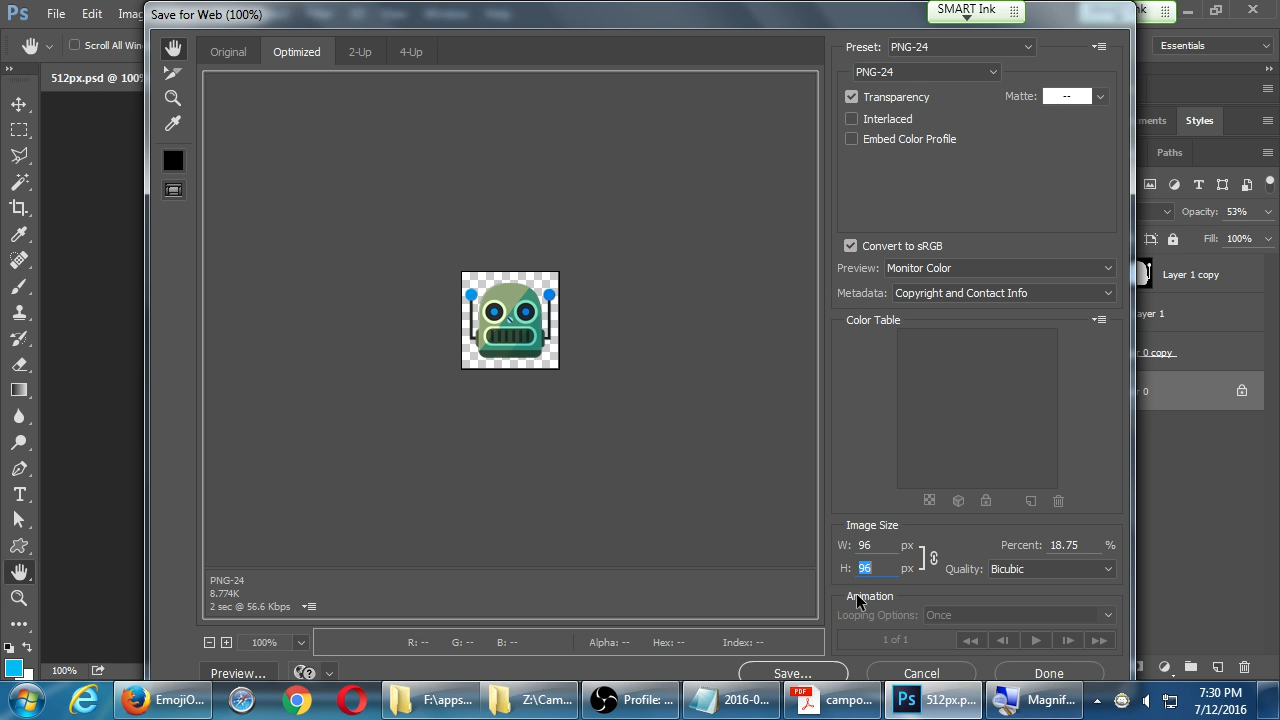 Save for Web (100%)
SMART Ink
nk
Ps
File
Edit
Scroll All
Essentials
512px.psd @ 100%
Original
Optimized
2-Up
4-Up
Preset: PNG-24
PNG-24
Transparency
Matte: --
Interlaced
Embed Color Profile
Convert to sRGB
Preview: Monitor Color
Metadata: Copyright and Contact Info
Color Table
Styles
Paths
Opacity: 53%
Fill: 100%
Layer 1 copy
0 copy
Image Size
W: 96 px
Percent: 18.75 %
H: 96 px
Quality: Bicubic
Animation
Looping Options: Once
1 of 1
PNG-24
8.774K
2 sec @ 56.6 Kbps
100%
R: --
G: --
B: --
Alpha: --
Hex: --
Index: --
Preview...
Save...
Cancel
Done
100%
EmojiO...
F:\apps...
Z:\Cam...
Profile: ...
2016-0...
PDF
campo...
Ps
512px.p...
Magnif...
7:30 PM
7/12/2016